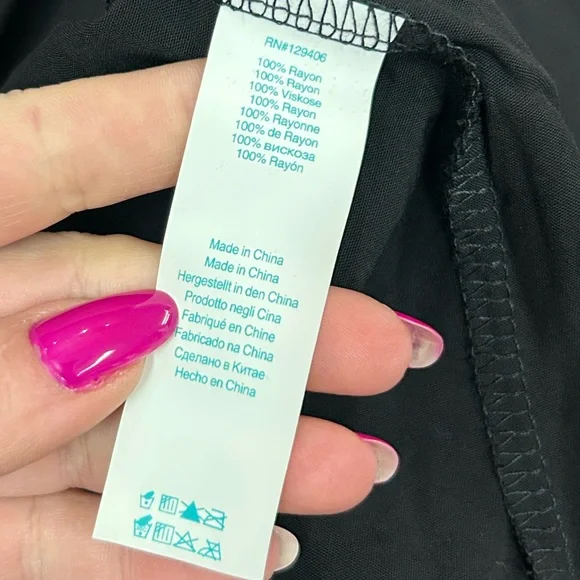 RN#129406
100% Rayon
100% Rayon
100% Viskose
100% Rayon
100% Rayonne
100% de Rayon
100% вискоза
100% Rayón
Made in China
Made in China
Hergestellt in den China
Prodotto negli Cina
Fabriqué en Chine
Fabricado na China
Сделано в Китае
Hecho en China